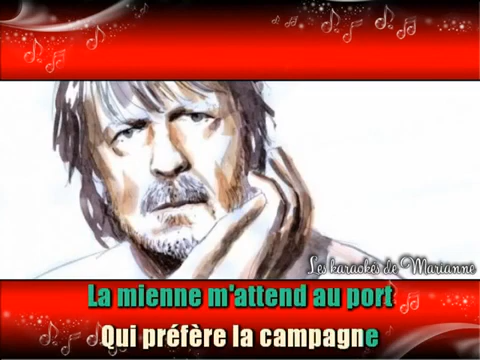 Les karaokés de Marianne
La mienne m'attend au port
Qui préfère la campagne